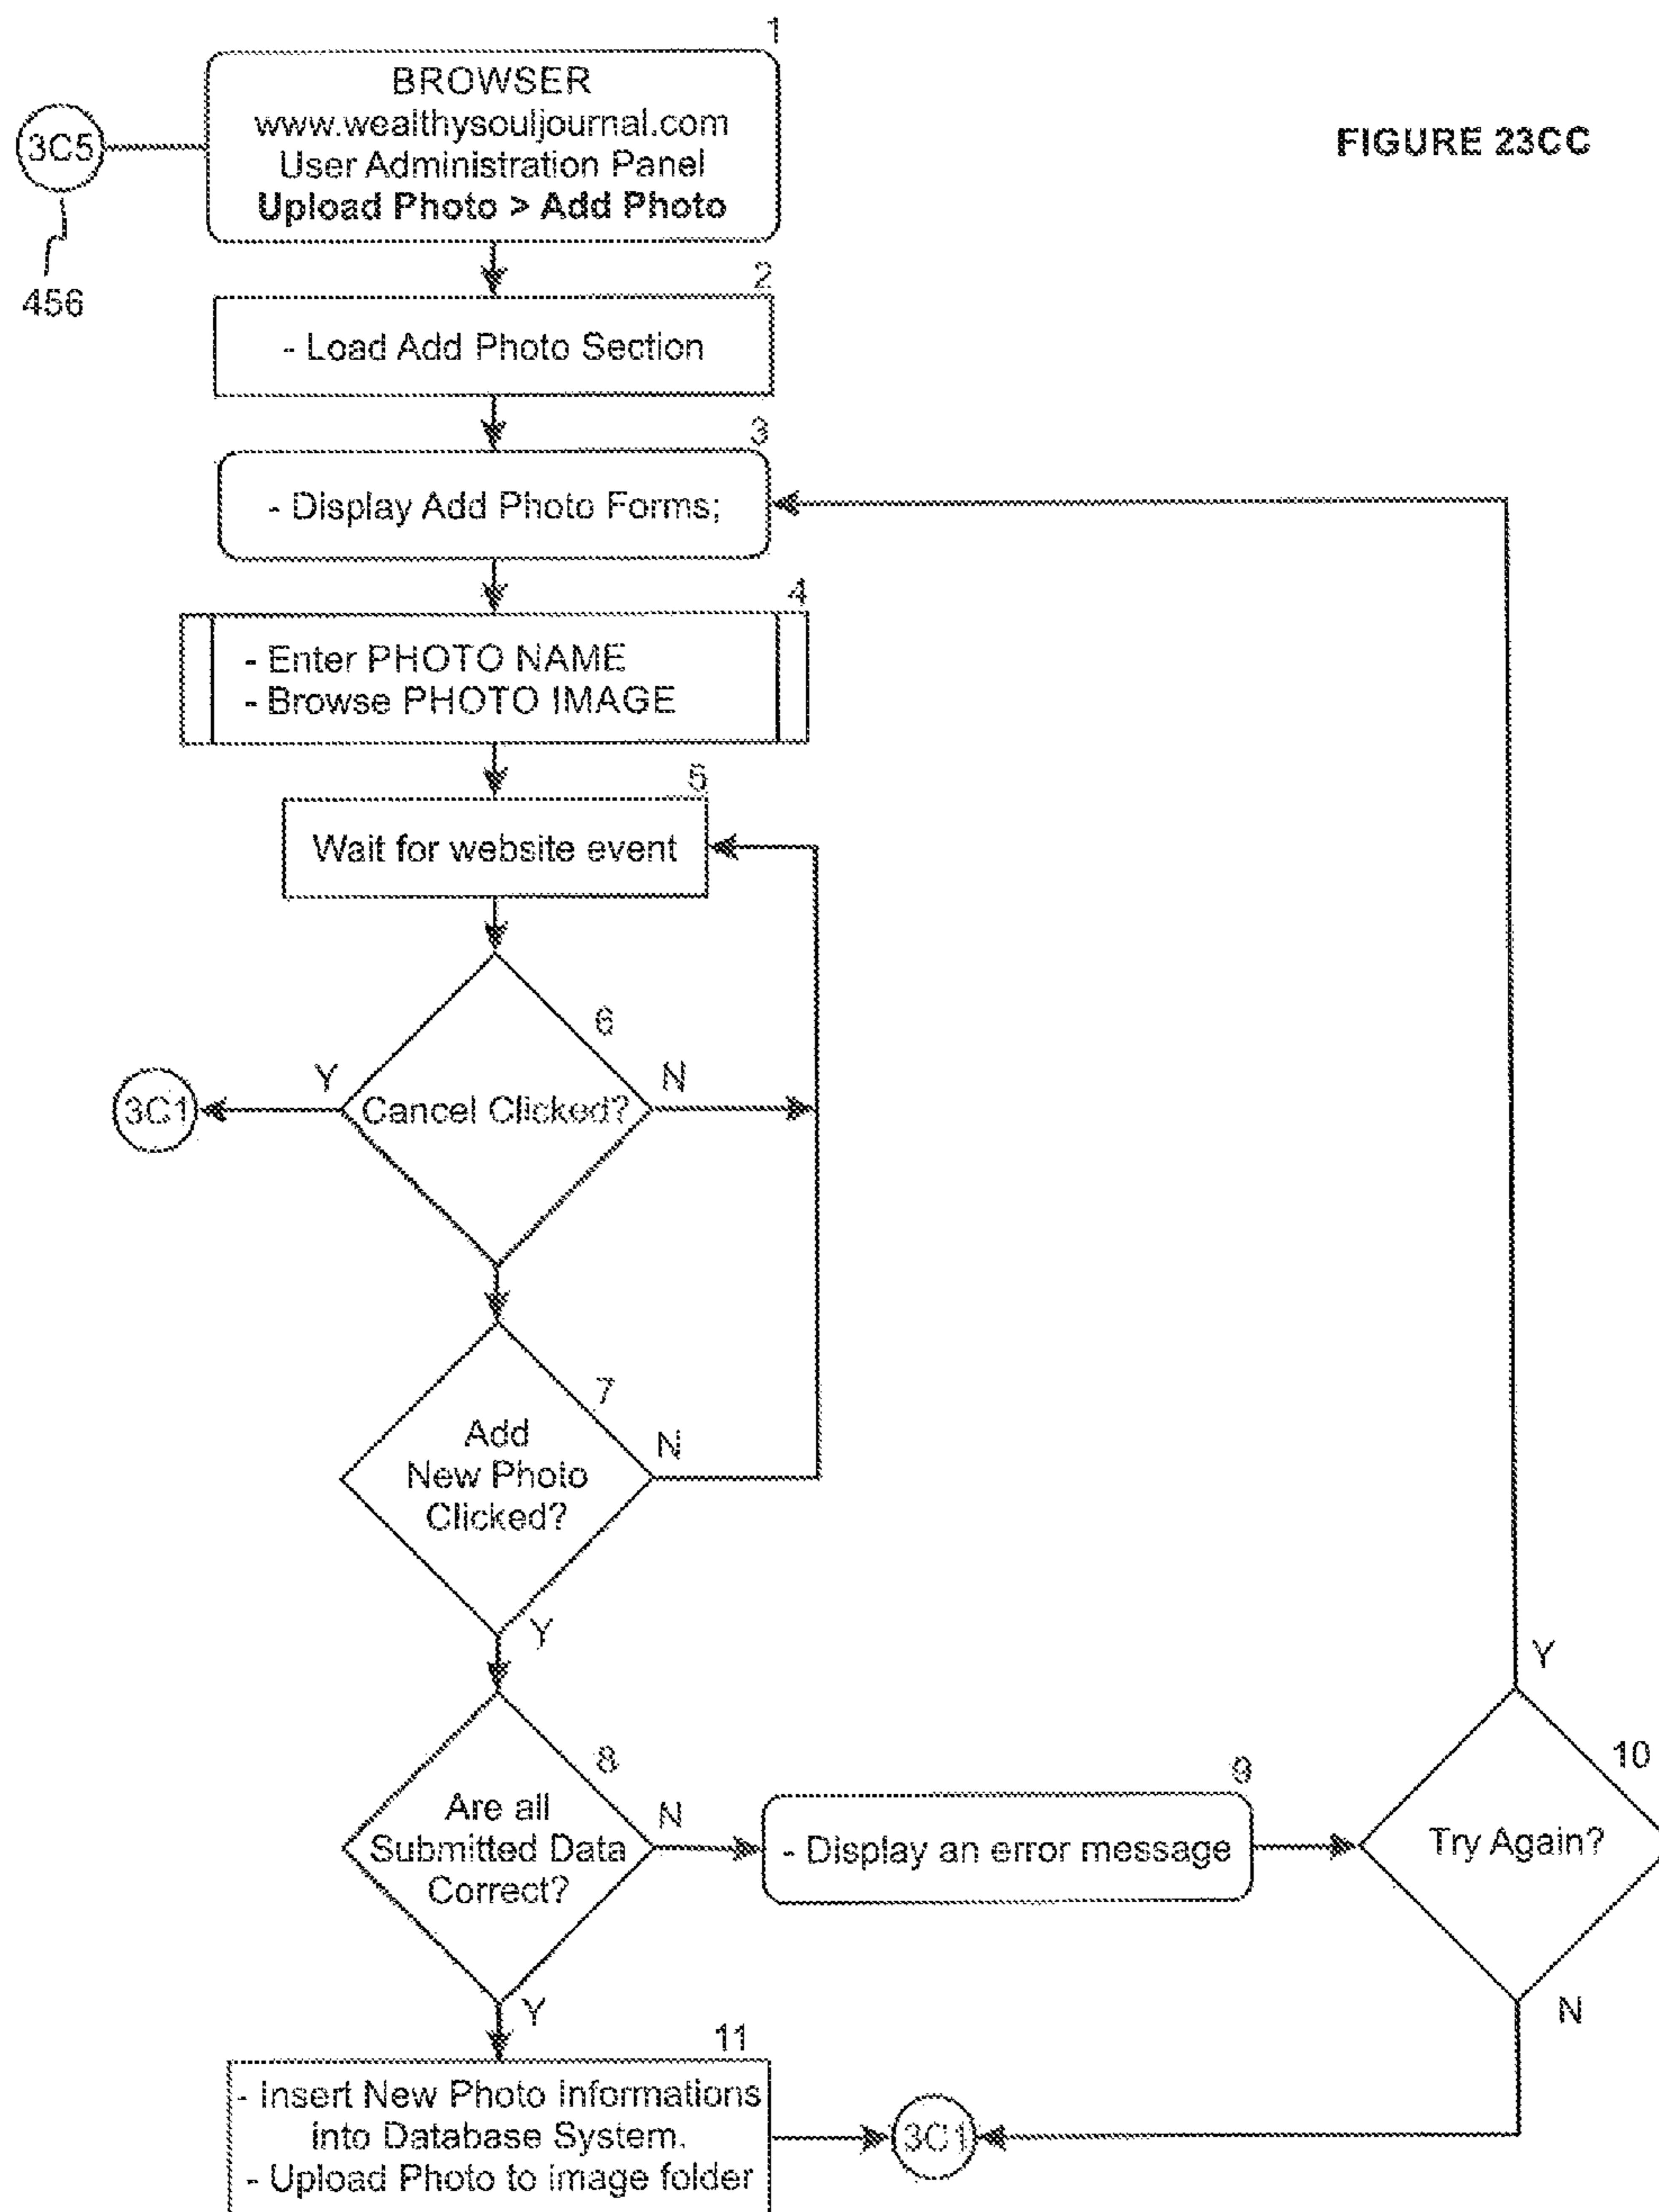 FIGURE 23CC
1
BROWSER
www.wealthysouljournal.com
User Administration Panel
Upload Photo > Add Photo
3C5
456
2
- Load Add Photo Section
3
- Display Add Photo Forms;
4
- Enter PHOTO NAME
- Browse PHOTO IMAGE
5
Wait for website event
6
Y
N
Cancel Clicked?
3C1
7
Add
New Photo
Clicked?
N
Y
8
Are all
Submitted Data
Correct?
N
Y
9
- Display an error message
10
Try Again?
Y
N
11
- Insert New Photo Informations
into Database System.
- Upload Photo to image folder
3C1